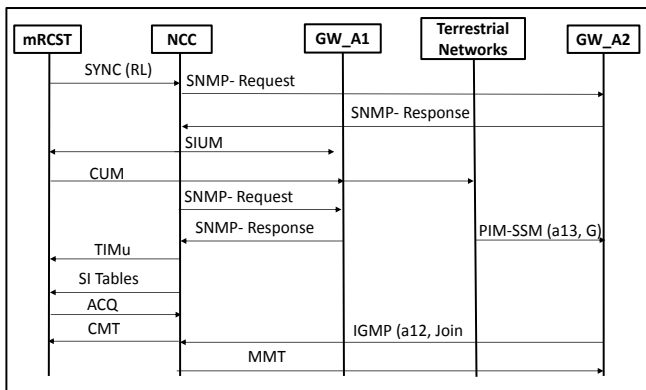 mRCST
NCC
GW_A1
Terrestrial
Networks
GW_A2
SYNC (RL)
SNMP- Request
SNMP- Response
SIUM
CUM
SNMP- Request
SNMP- Response
PIM-SSM (a13, G)
TIMu
SI Tables
ACQ
CMT
IGMP (a12, Join
MMT